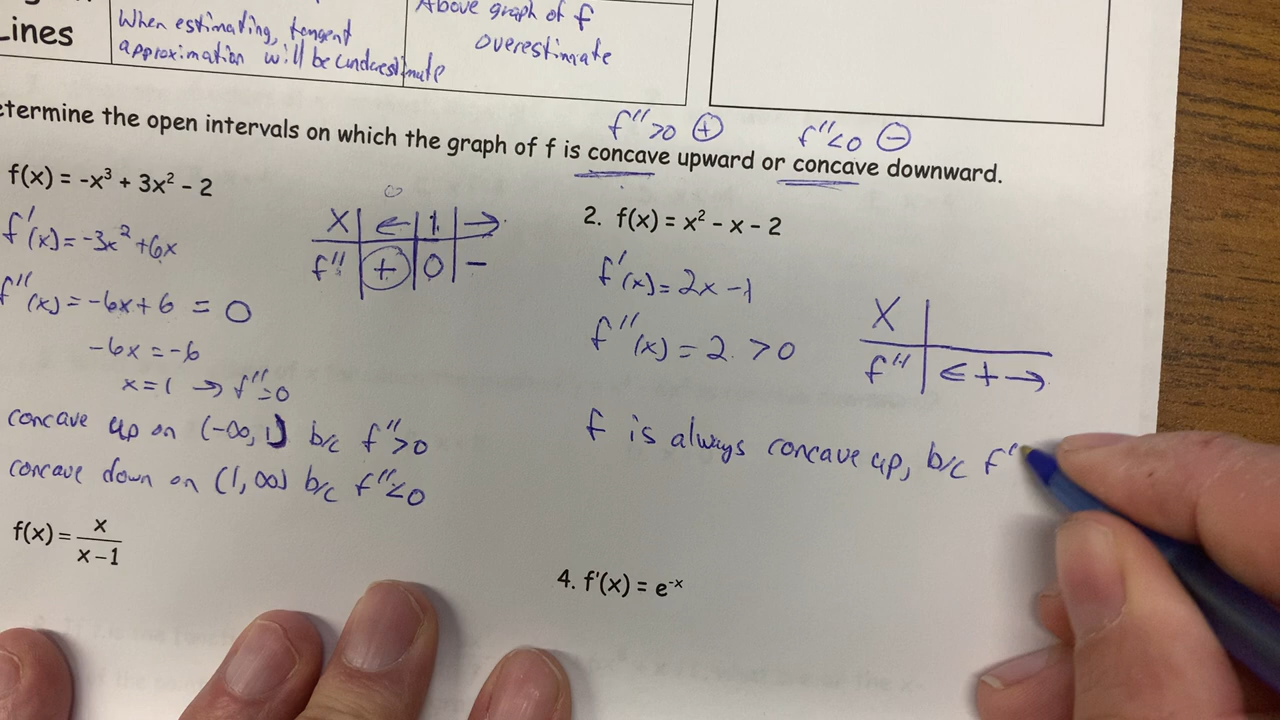 Lines
When estimating, tangent
approximation will be underestimate
Above graph of f
overestimate
f''>0 (+)
f''<0 (−)
etermine the open intervals on which the graph of f is concave upward or concave downward.
f(x) = -x³ + 3x² - 2
f'(x) = -3x² + 6x
f''(x) = -6x + 6 = 0
-6x = -6
x = 1 → f'' = 0
0
X | ← | 1 | →
f'' | + | 0 | −
concave up on (-∞, 1) b/c f''>0
concave down on (1, ∞) b/c f''<0
2. f(x) = x² - x - 2
f'(x) = 2x - 1
f''(x) = 2 > 0
X
f'' | ← + →
f is always concave up, b/c f''
f(x) = x/(x-1)
4. f'(x) = e⁻ˣ